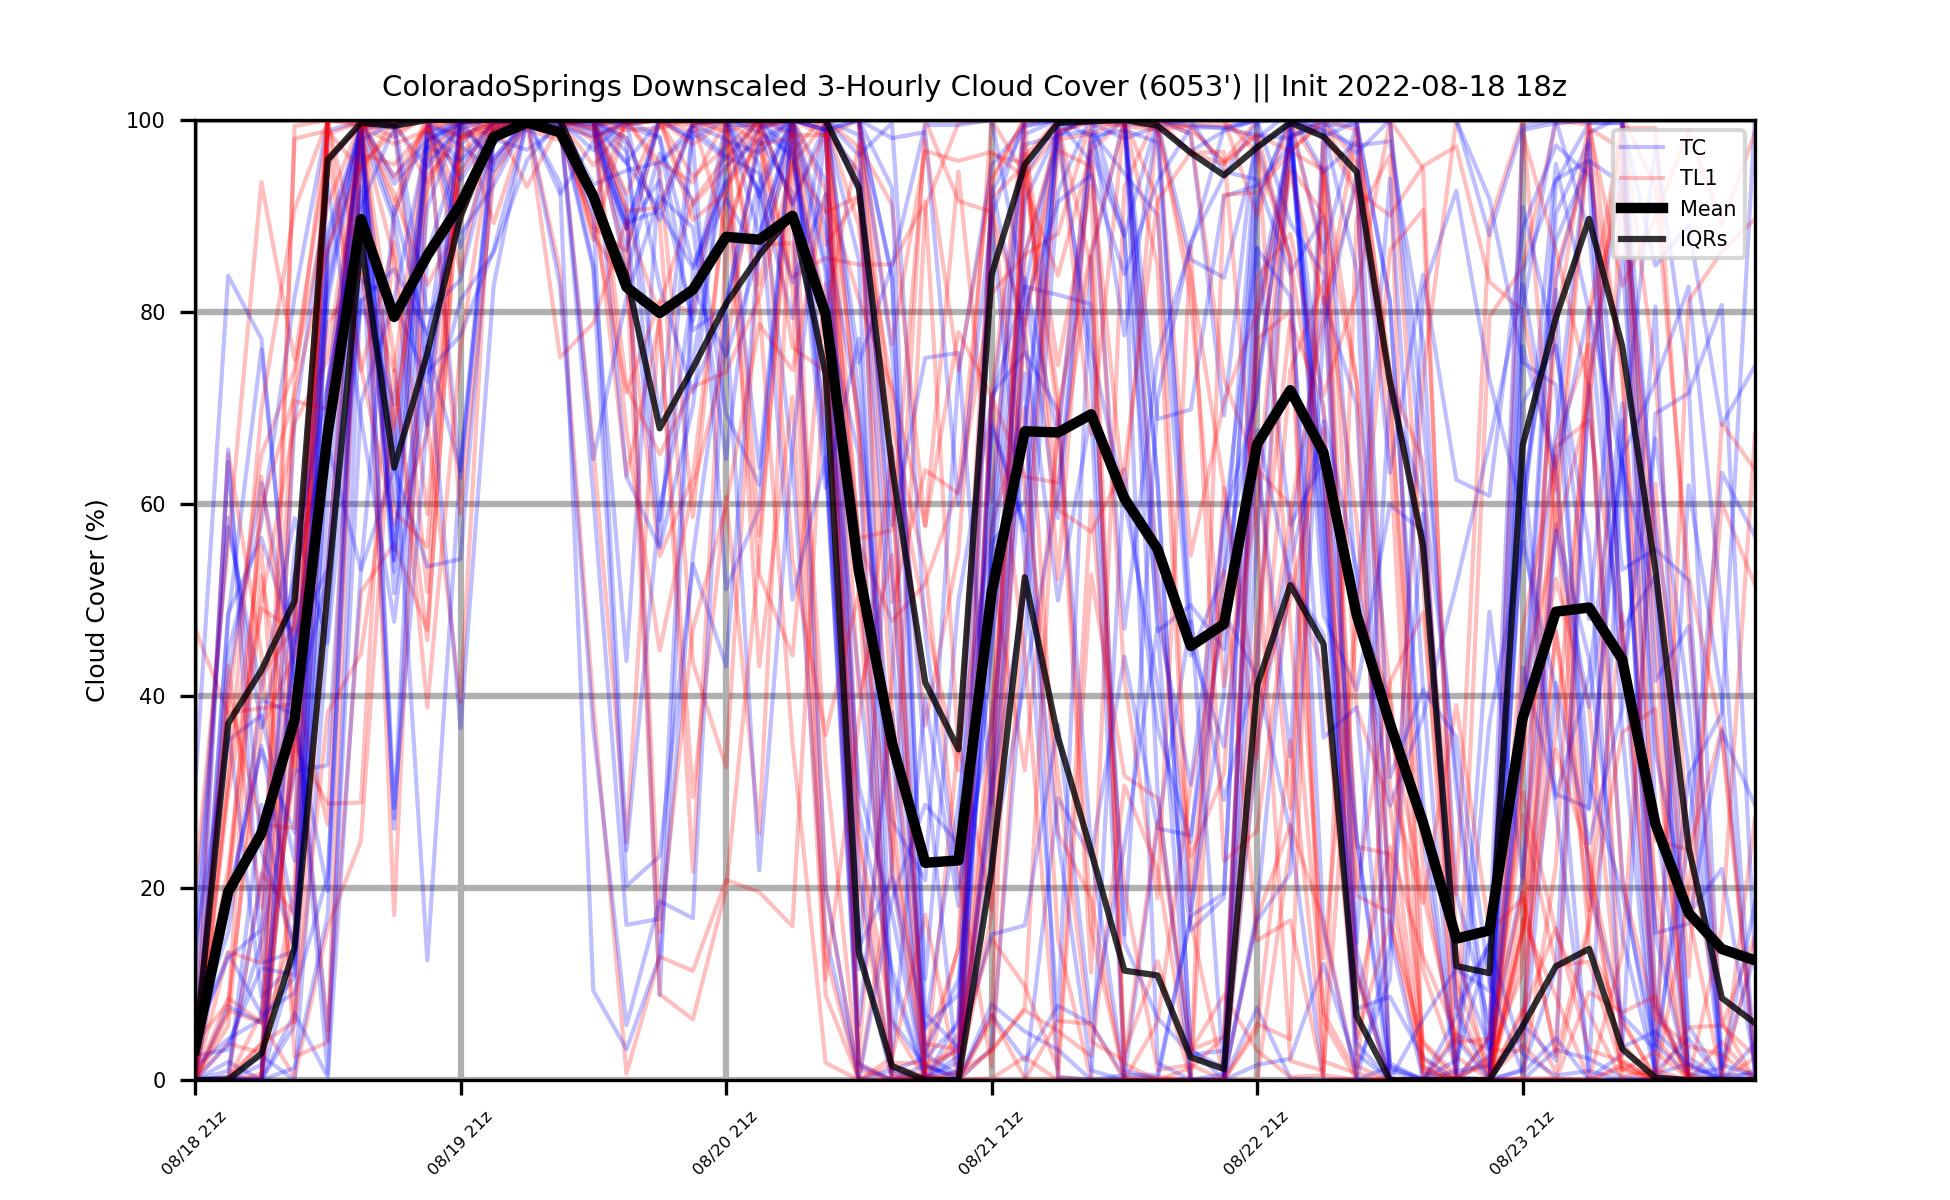 ColoradoSprings Downscaled 3-Hourly Cloud Cover (6053') || Init 2022-08-18 18z
TC
TL1
Mean
IQRs
Cloud Cover (%)
100
80
60
40
20
0
08/18 21z
08/19 21z
08/20 21z
08/21 21z
08/22 21z
08/23 21z